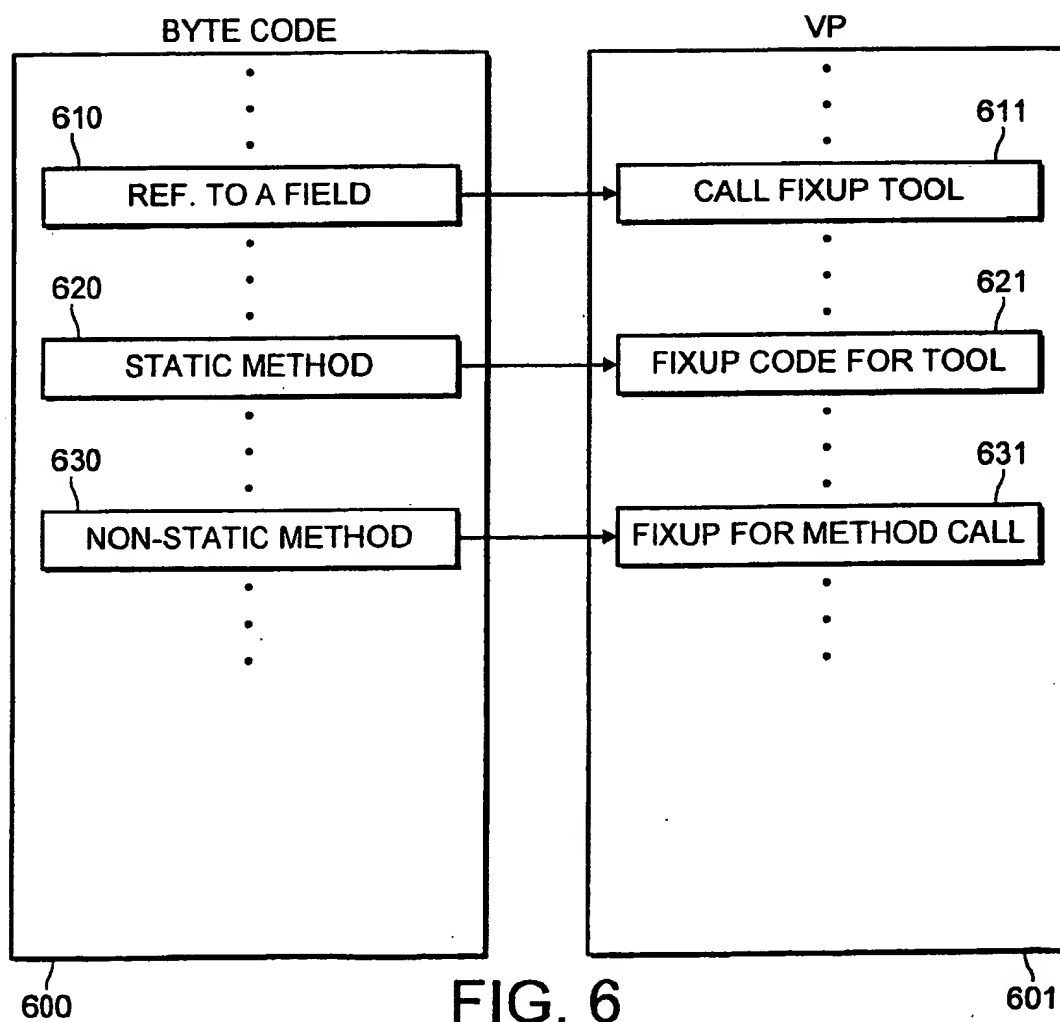 BYTE CODE
VP
610
611
REF. TO A FIELD
CALL FIXUP TOOL
620
621
STATIC METHOD
FIXUP CODE FOR TOOL
630
631
NON-STATIC METHOD
FIXUP FOR METHOD CALL
600
FIG. 6
601